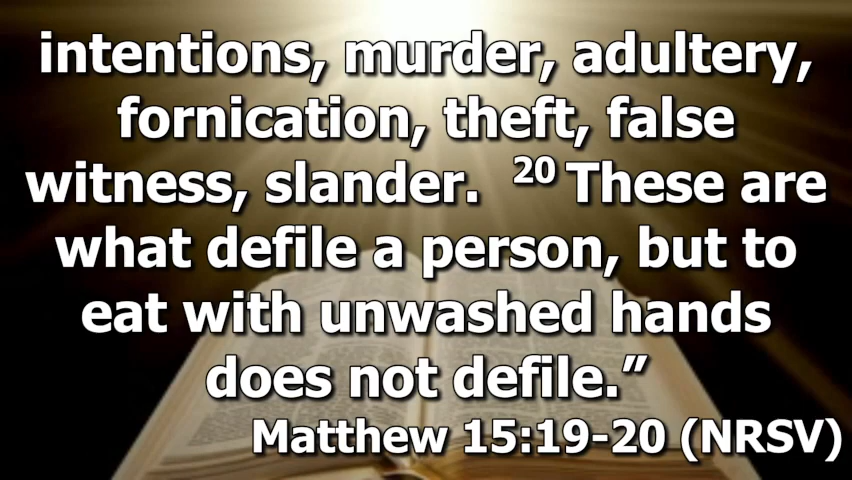 intentions, murder, adultery,
fornication, theft, false
witness, slander. 20 These are
what defile a person, but to
eat with unwashed hands
does not defile.”
Matthew 15:19-20 (NRSV)